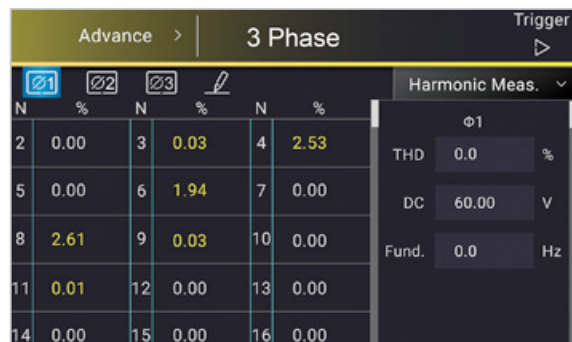 Advance > 3 Phase Trigger
Ø1 Ø2 Ø3 Harmonic Meas.
N % N % N %
Φ1
2 0.00 3 0.03 4 2.53
THD 0.0 %
5 0.00 6 1.94 7 0.00
DC 60.00 V
8 2.61 9 0.03 10 0.00
Fund. 0.0 Hz
11 0.01 12 0.00 13 0.00
14 0.00 15 0.00 16 0.00